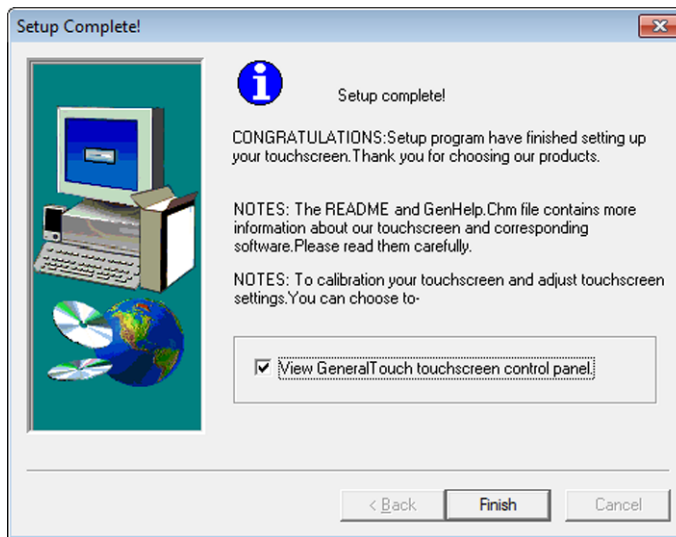 Setup Complete!
Setup complete!
CONGRATULATIONS:Setup program have finished setting up
your touchscreen.Thank you for choosing our products.
NOTES: The README and GenHelp.Chm file contains more
information about our touchscreen and corresponding
software.Please read them carefully.
NOTES: To calibration your touchscreen and adjust touchscreen
settings.You can choose to-
View GeneralTouch touchscreen control panel.
< Back
Finish
Cancel